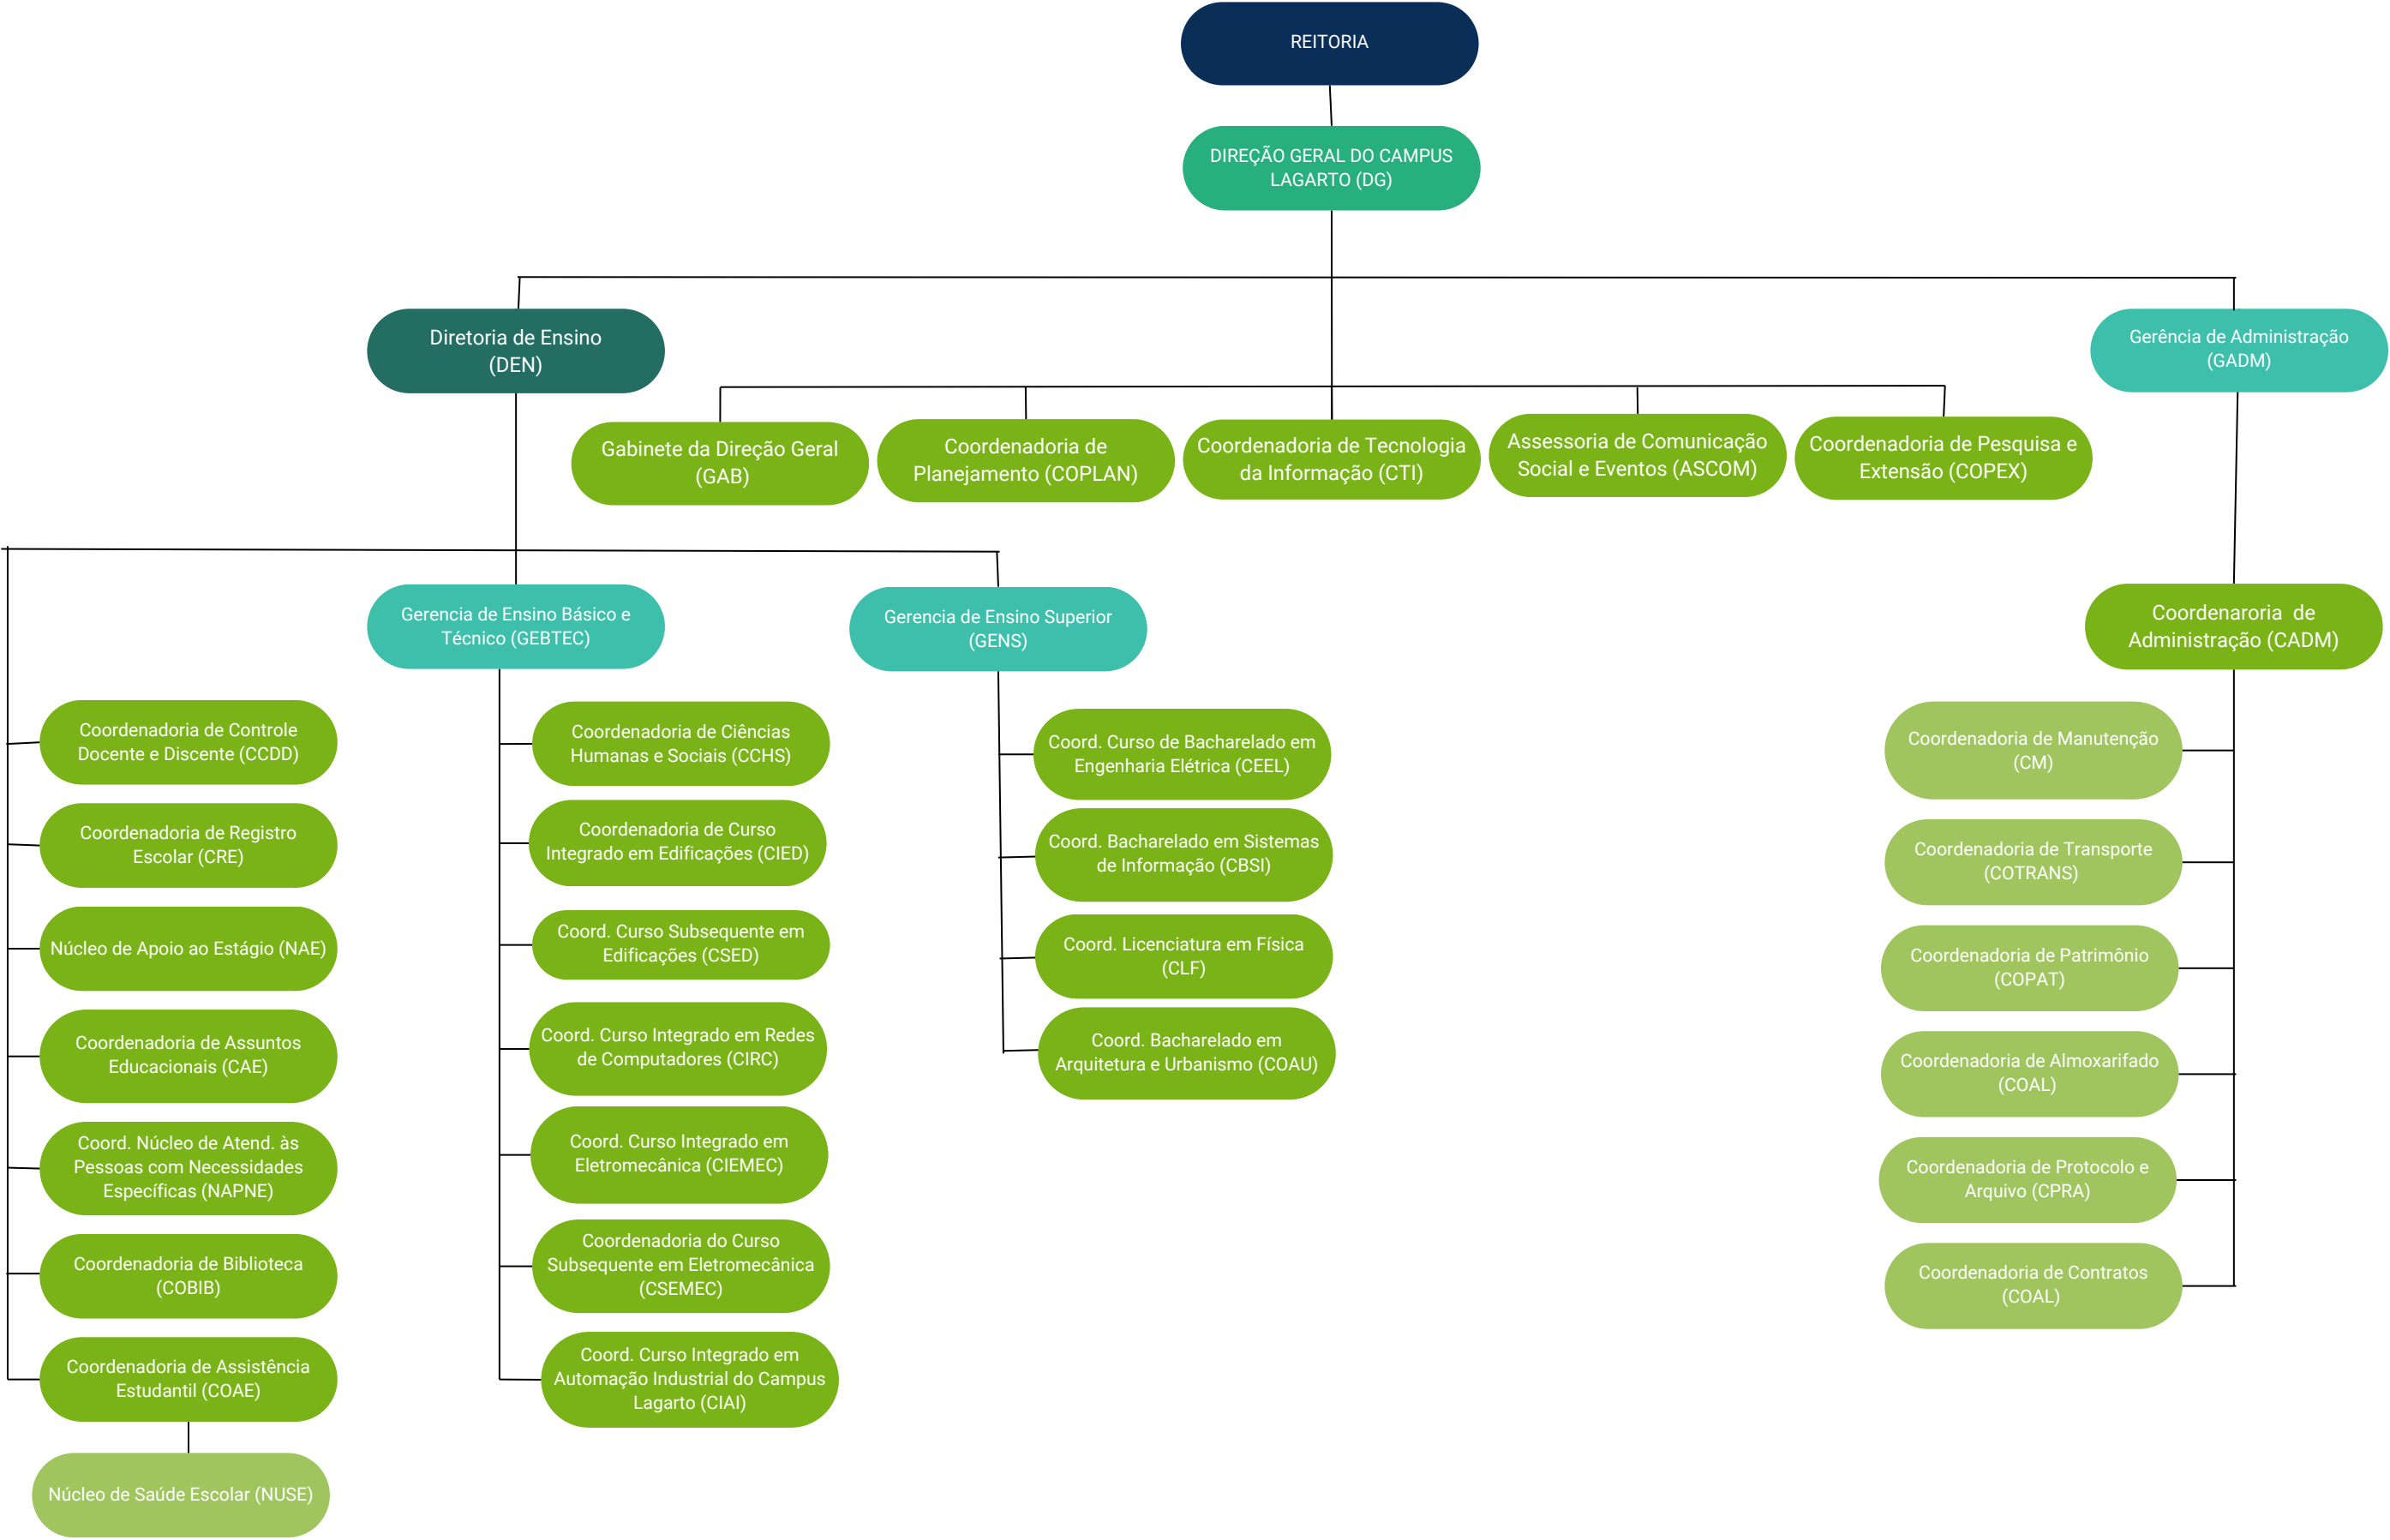 REITORIA
DIREÇÃO GERAL DO CAMPUS
LAGARTO (DG)
Diretoria de Ensino
(DEN)
Gerência de Administração
(GADM)
Gabinete da Direção Geral
(GAB)
Coordenadoria de
Planejamento (COPLAN)
Coordenadoria de Tecnologia
da Informação (CTI)
Assessoria de Comunicação
Social e Eventos (ASCOM)
Coordenadoria de Pesquisa e
Extensão (COPEX)
Gerencia de Ensino Básico e
Técnico (GEBTEC)
Gerencia de Ensino Superior
(GENS)
Coordenaroria  de
Administração (CADM)
Coordenadoria de Controle
Docente e Discente (CCDD)
Coordenadoria de Registro
Escolar (CRE)
Núcleo de Apoio ao Estágio (NAE)
Coordenadoria de Assuntos
Educacionais (CAE)
Coord. Núcleo de Atend. às
Pessoas com Necessidades
Específicas (NAPNE)
Coordenadoria de Biblioteca
(COBIB)
Coordenadoria de Assistência
Estudantil (COAE)
Núcleo de Saúde Escolar (NUSE)
Coordenadoria de Ciências
Humanas e Sociais (CCHS)
Coordenadoria de Curso
Integrado em Edificações (CIED)
Coord. Curso Subsequente em
Edificações (CSED)
Coord. Curso Integrado em Redes
de Computadores (CIRC)
Coord. Curso Integrado em
Eletromecânica (CIEMEC)
Coordenadoria do Curso
Subsequente em Eletromecânica
(CSEMEC)
Coord. Curso Integrado em
Automação Industrial do Campus
Lagarto (CIAI)
Coord. Curso de Bacharelado em
Engenharia Elétrica (CEEL)
Coord. Bacharelado em Sistemas
de Informação (CBSI)
Coord. Licenciatura em Física
(CLF)
Coord. Bacharelado em
Arquitetura e Urbanismo (COAU)
Coordenadoria de Manutenção
(CM)
Coordenadoria de Transporte
(COTRANS)
Coordenadoria de Patrimônio
(COPAT)
Coordenadoria de Almoxarifado
(COAL)
Coordenadoria de Protocolo e
Arquivo (CPRA)
Coordenadoria de Contratos
(COAL)